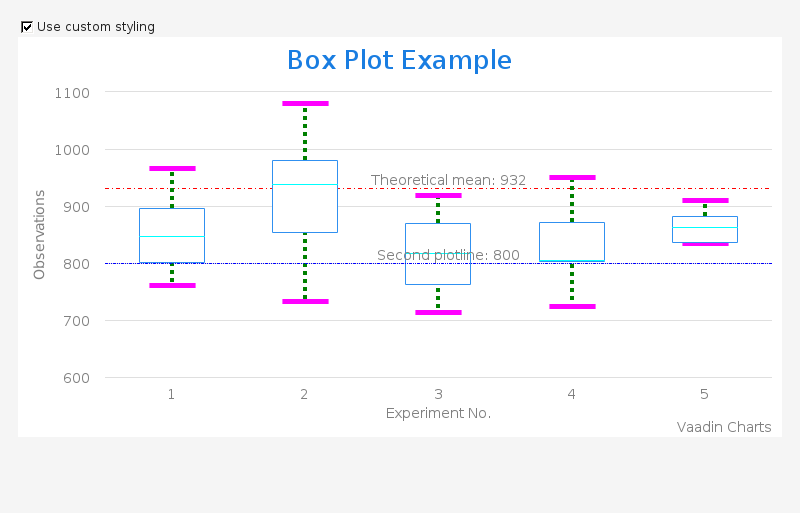 Use custom styling
Box Plot Example
1100
1000
900
800
700
600
Observations
Theoretical mean: 932
Second plotline: 800
1 2 3 4 5
Experiment No.
Vaadin Charts